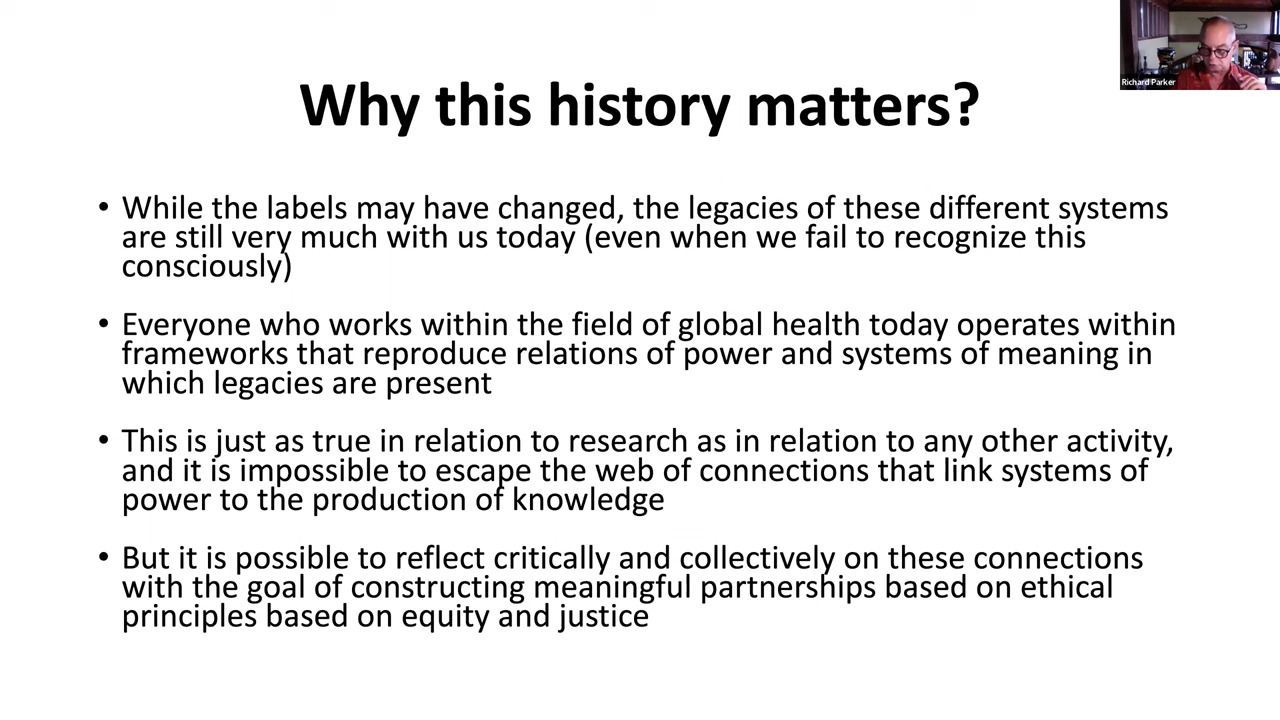 Richard Parker
Why this history matters?
• While the labels may have changed, the legacies of these different systems
are still very much with us today (even when we fail to recognize this
consciously)
• Everyone who works within the field of global health today operates within
frameworks that reproduce relations of power and systems of meaning in
which legacies are present
• This is just as true in relation to research as in relation to any other activity,
and it is impossible to escape the web of connections that link systems of
power to the production of knowledge
• But it is possible to reflect critically and collectively on these connections
with the goal of constructing meaningful partnerships based on ethical
principles based on equity and justice